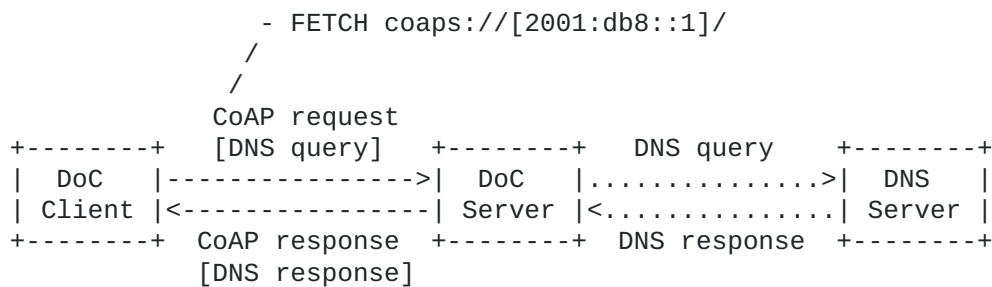 - FETCH coaps://[2001:db8::1]/
/
/
CoAP request
+--------+ [DNS query] +--------+ DNS query +--------+
| DoC |---------------->| DoC |...............>| DNS |
| Client |<----------------| Server |<...............| Server |
+--------+ CoAP response +--------+ DNS response +--------+
[DNS response]